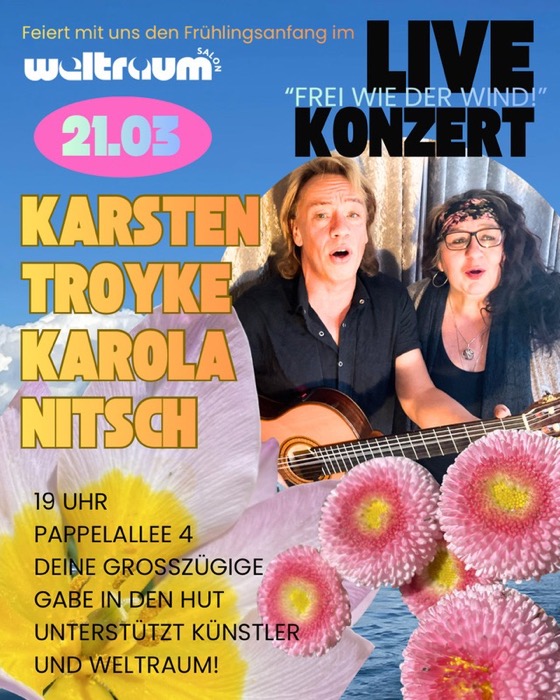 Feiert mit uns den Frühlingsanfang im
weltraum SALON
LIVE
"FREI WIE DER WIND!"
KONZERT
21.03
KARSTEN
TROYKE
KAROLA
NITSCH
19 UHR
PAPPELALLEE 4
DEINE GROSSZÜGIGE
GABE IN DEN HUT
UNTERSTÜTZT KÜNSTLER
UND WELTRAUM!